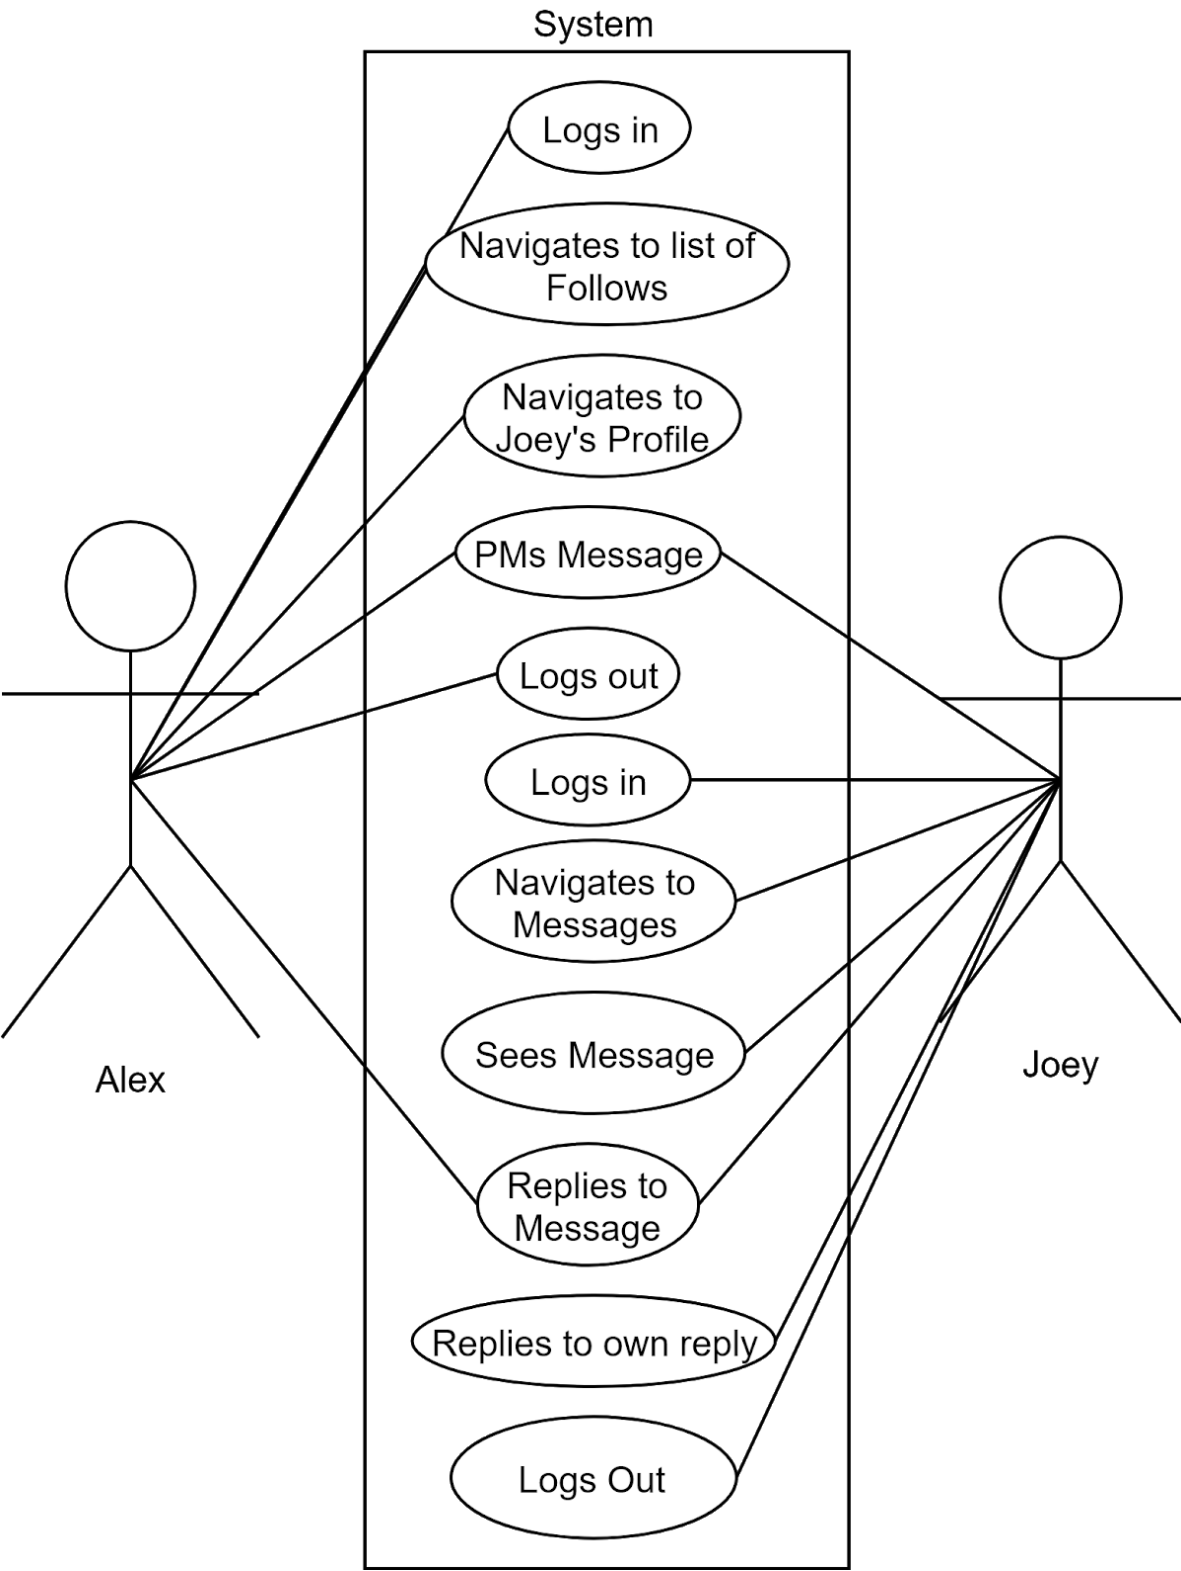 System
Logs in
Navigates to list of
Follows
Navigates to
Joey's Profile
PMs Message
Logs out
Logs in
Navigates to
Messages
Sees Message
Replies to
Message
Replies to own reply
Logs Out
Alex
Joey